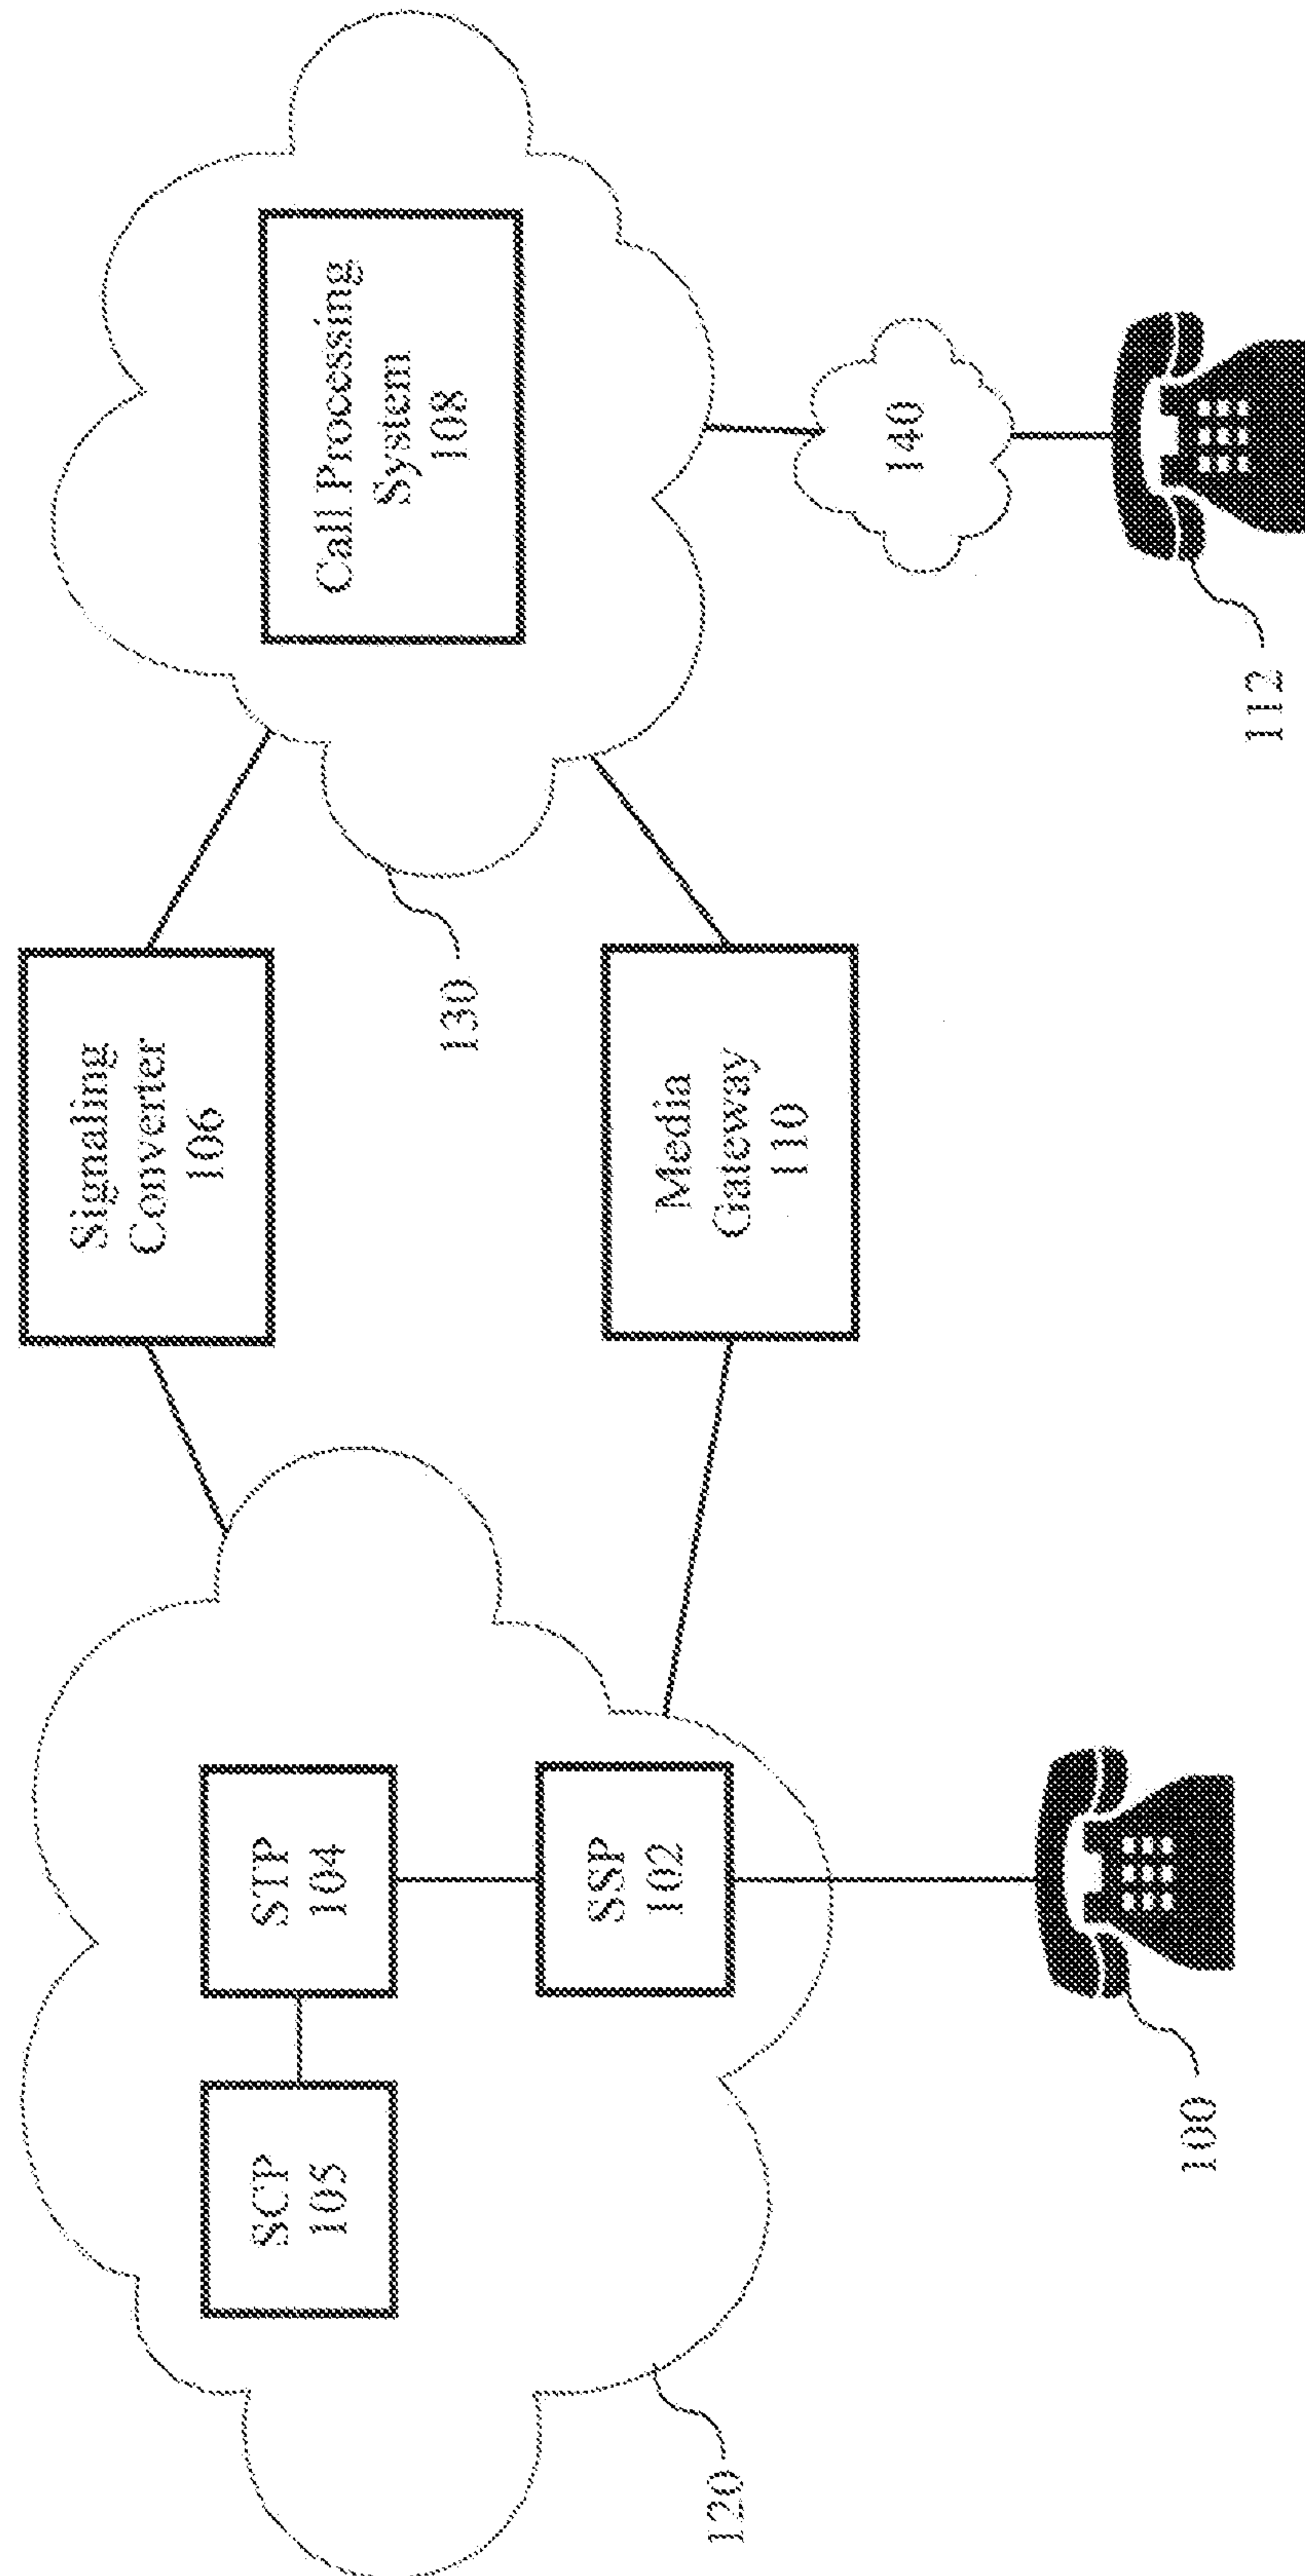 Signaling
Converter
106
Call Processing
System
108
STP
104
SCP
105
SSP
102
Media
Gateway
110
130
140
120
100
112